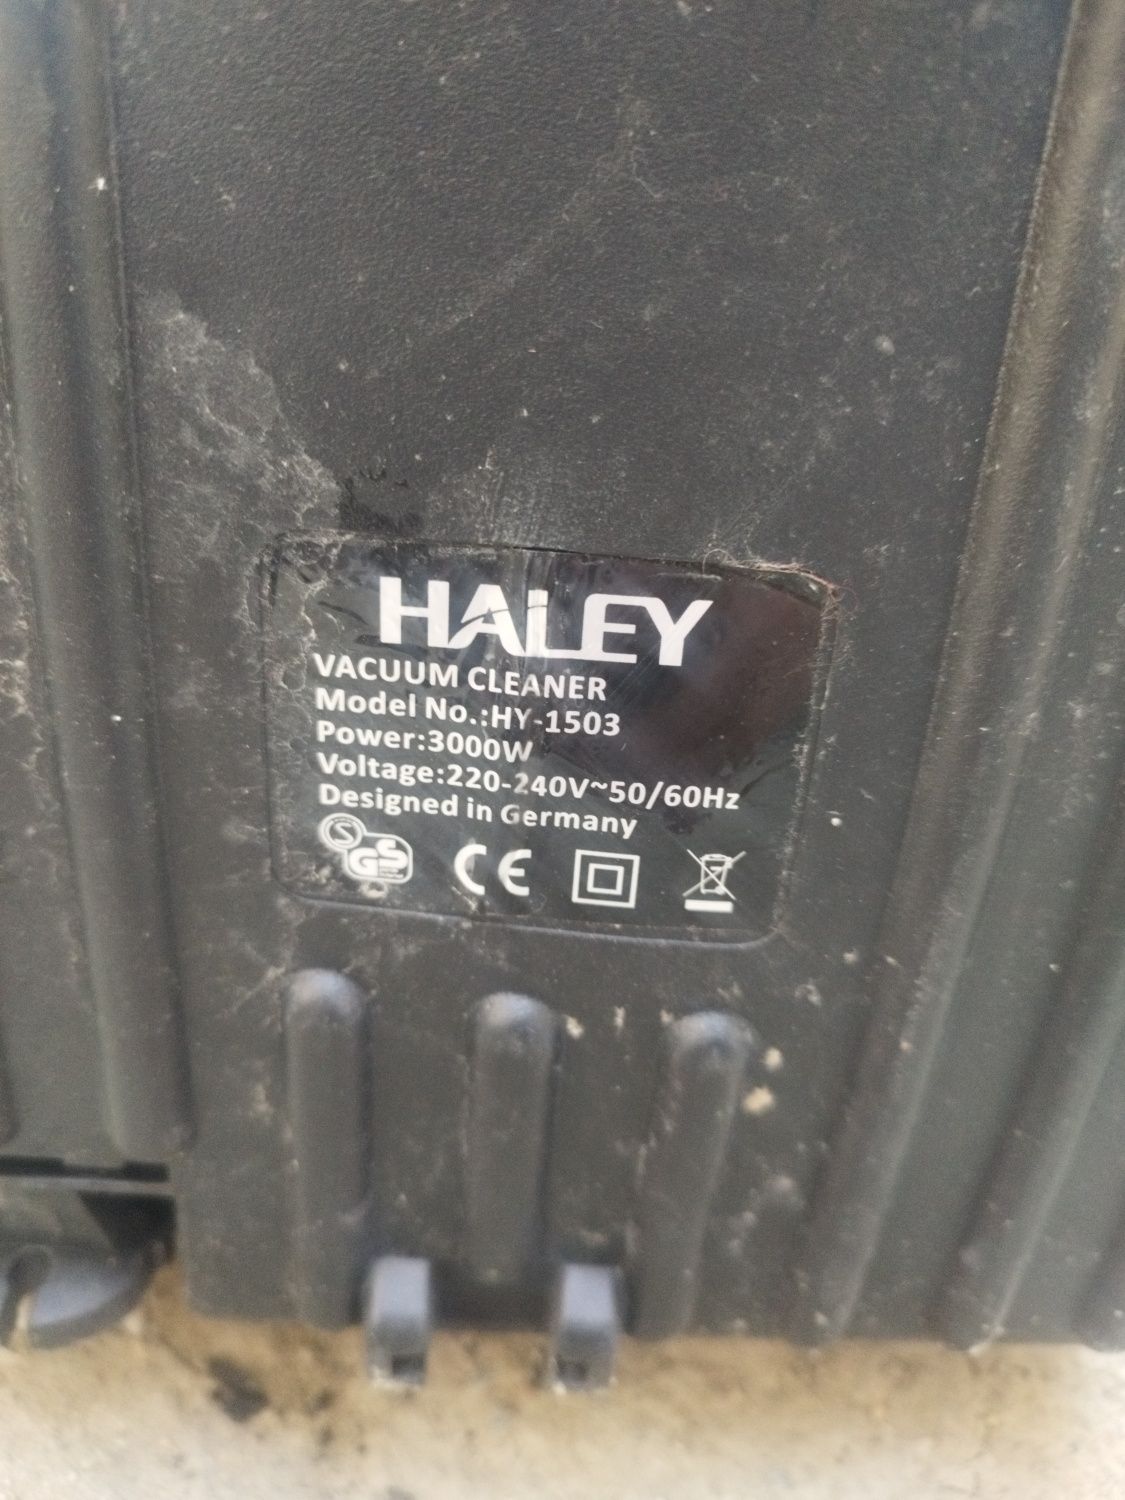 HALEY
VACUUM CLEANER
Model No.:HY-1503
Power:3000W
Voltage:220-240V~50/60Hz
Designed in Germany
S GS CE